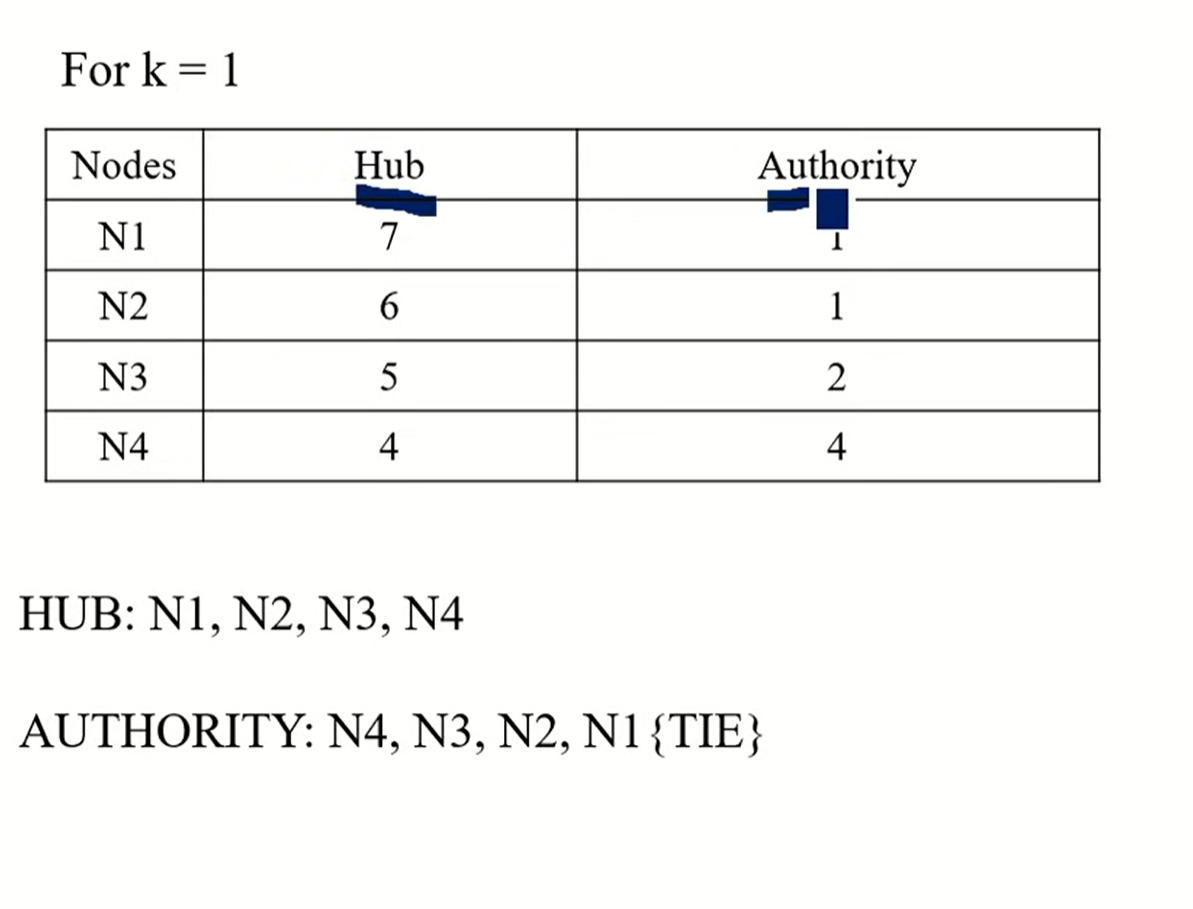 For k = 1
Nodes Hub Authority
N1 7 1
N2 6 1
N3 5 2
N4 4 4
HUB: N1, N2, N3, N4
AUTHORITY: N4, N3, N2, N1{TIE}